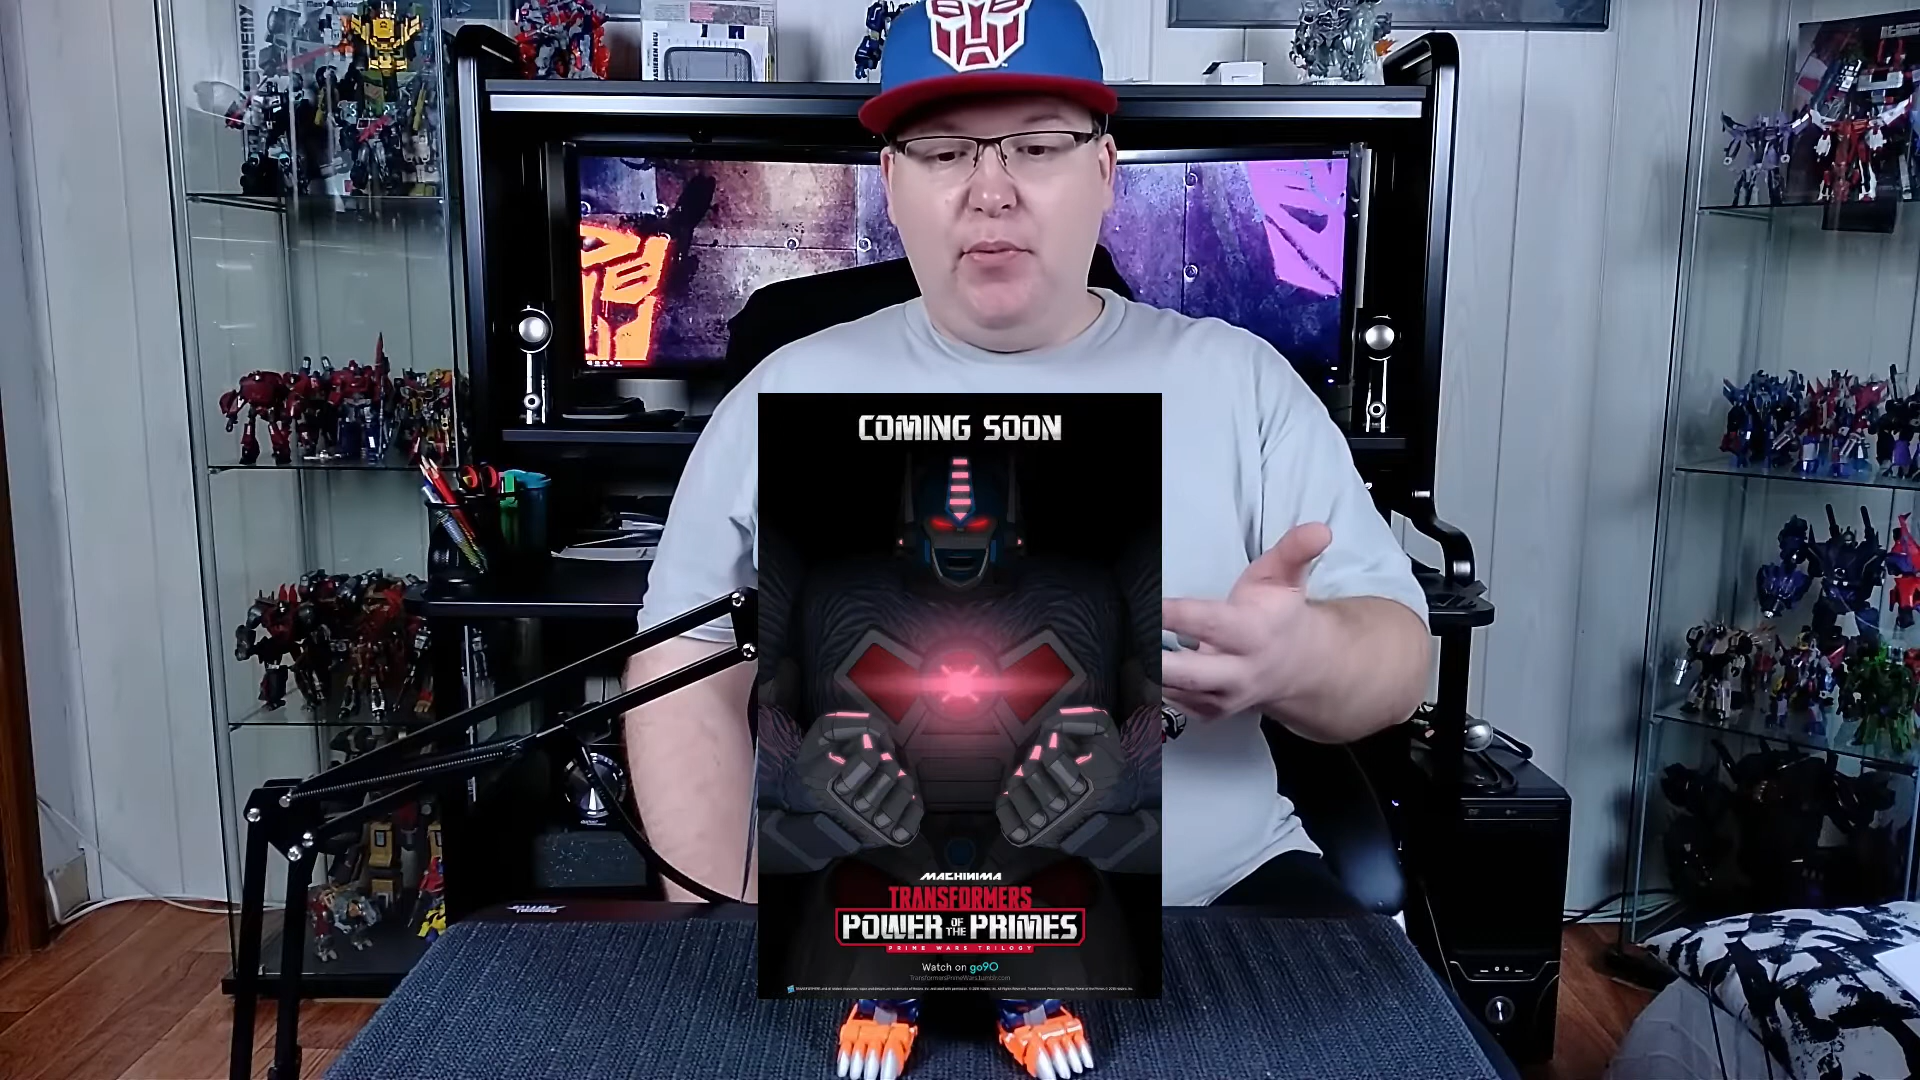 COMING SOON
MACHINIMA
TRANSFORMERS
POWER OF THE PRIMES
PRIME WARS TRILOGY
Watch on go90
TransformersPrimeWars.tumblr.com